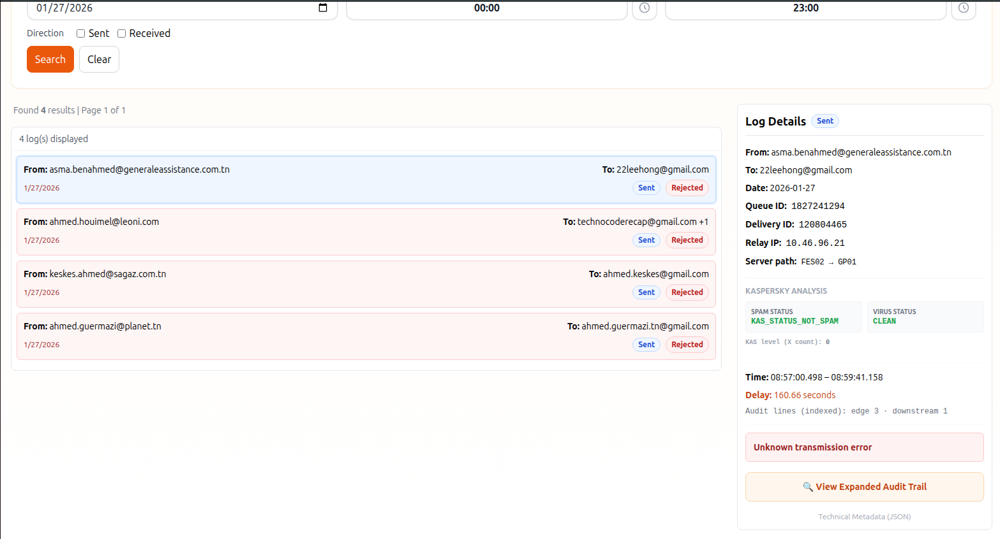 01/27/2026 00:00 23:00
Direction Sent Received
Search Clear
Found 4 results | Page 1 of 1
4 log(s) displayed
From: asma.benahmed@generaleassistance.com.tn To: 22leehong@gmail.com
1/27/2026 Sent Rejected
From: ahmed.houimel@leoni.com To: technocoderecap@gmail.com +1
1/27/2026 Sent Rejected
From: keskes.ahmed@sagaz.com.tn To: ahmed.keskes@gmail.com
1/27/2026 Sent Rejected
From: ahmed.guermazi@planet.tn To: ahmed.guermazi.tn@gmail.com
1/27/2026 Sent Rejected
Log Details Sent
From: asma.benahmed@generaleassistance.com.tn
To: 22leehong@gmail.com
Date: 2026-01-27
Queue ID: 1827241294
Delivery ID: 120804465
Relay IP: 10.46.96.21
Server path: FES02 → GP01
KASPERSKY ANALYSIS
SPAM STATUS VIRUS STATUS
KAS_STATUS_NOT_SPAM CLEAN
KAS level (X count): 0
Time: 08:57:00.498 – 08:59:41.158
Delay: 160.66 seconds
Audit lines (indexed): edge 3 · downstream 1
Unknown transmission error
🔍 View Expanded Audit Trail
Technical Metadata (JSON)